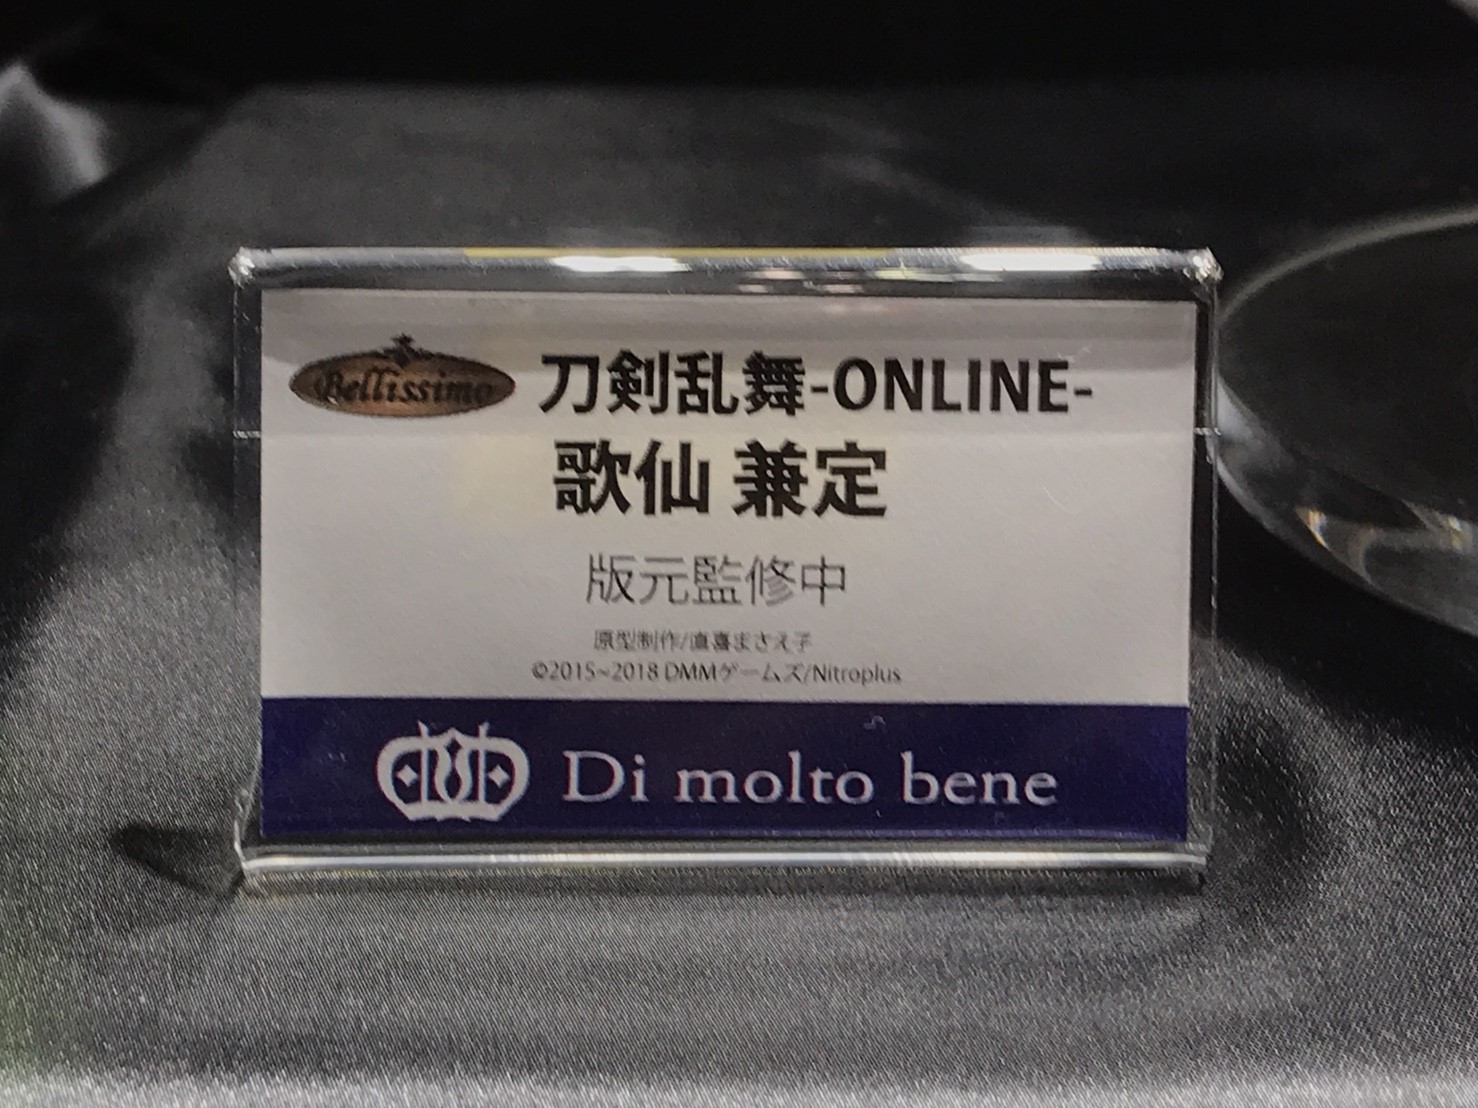 Bellissimo
刀剣乱舞-ONLINE-
歌仙 兼定
版元監修中
原型制作/直喜まさえ子
©2015~2018 DMMゲームズ/Nitroplus
Di molto bene